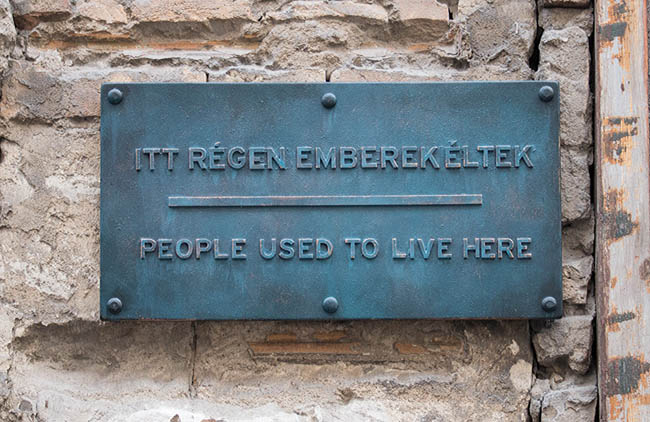 ITT RÉGEN EMBEREK ÉLTEK
PEOPLE USED TO LIVE HERE